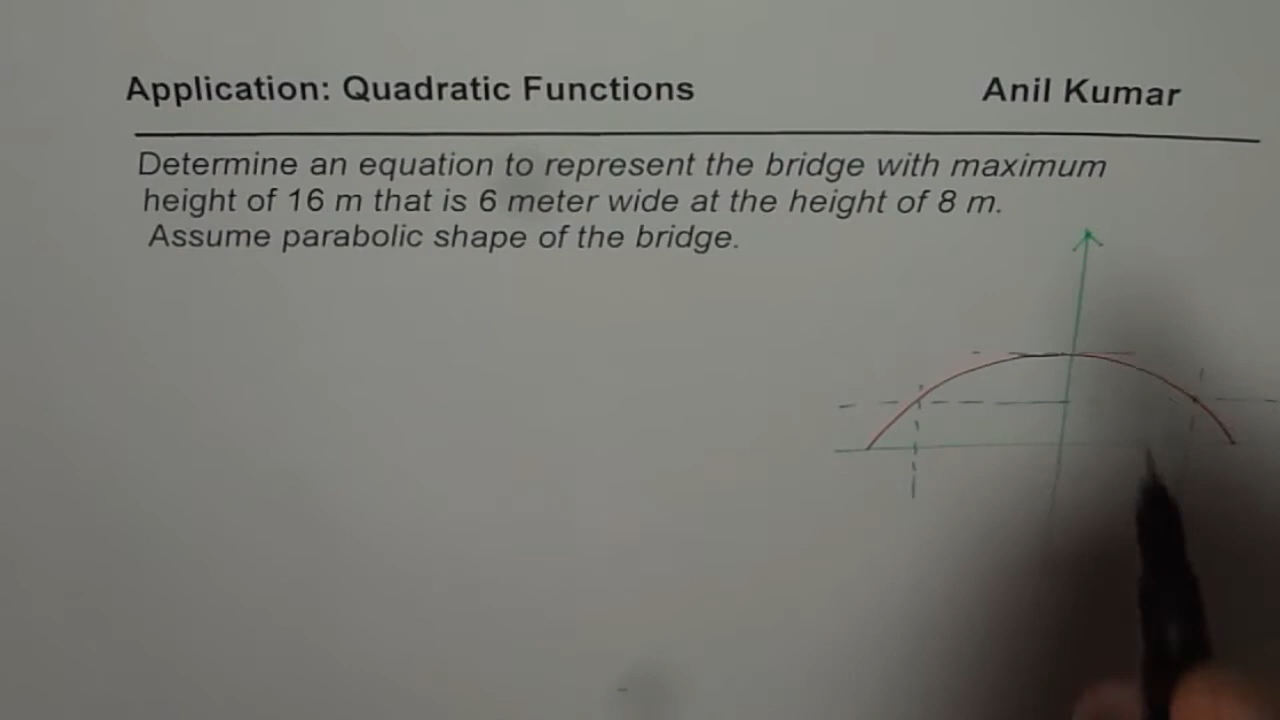 Application: Quadratic Functions
Anil Kumar
Determine an equation to represent the bridge with maximum
height of 16 m that is 6 meter wide at the height of 8 m.
Assume parabolic shape of the bridge.